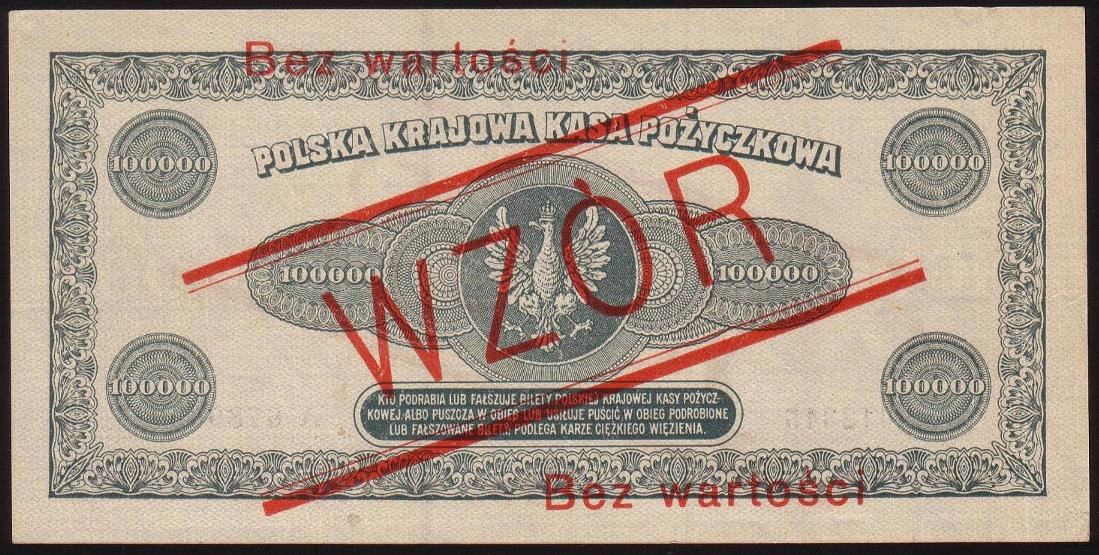 Bez wartości
POLSKA KRAJOWA KASA POŻYCZKOWA
100000
100000
WZÒR
100000
100000
100000
100000
KTO PODRABIA LUB FAŁSZUJE BILETY POLSKIEJ KRAJOWEJ KASY POŻYCZ-
KOWEJ ALBO PUSZCZA W OBIEG LUB USIŁUJE PUŚCIĆ W OBIEG PODROBIONE
LUB FAŁSZOWANE BILETY, PODLEGA KARZE CIĘŻKIEGO WIĘZIENIA.
Bez wartości